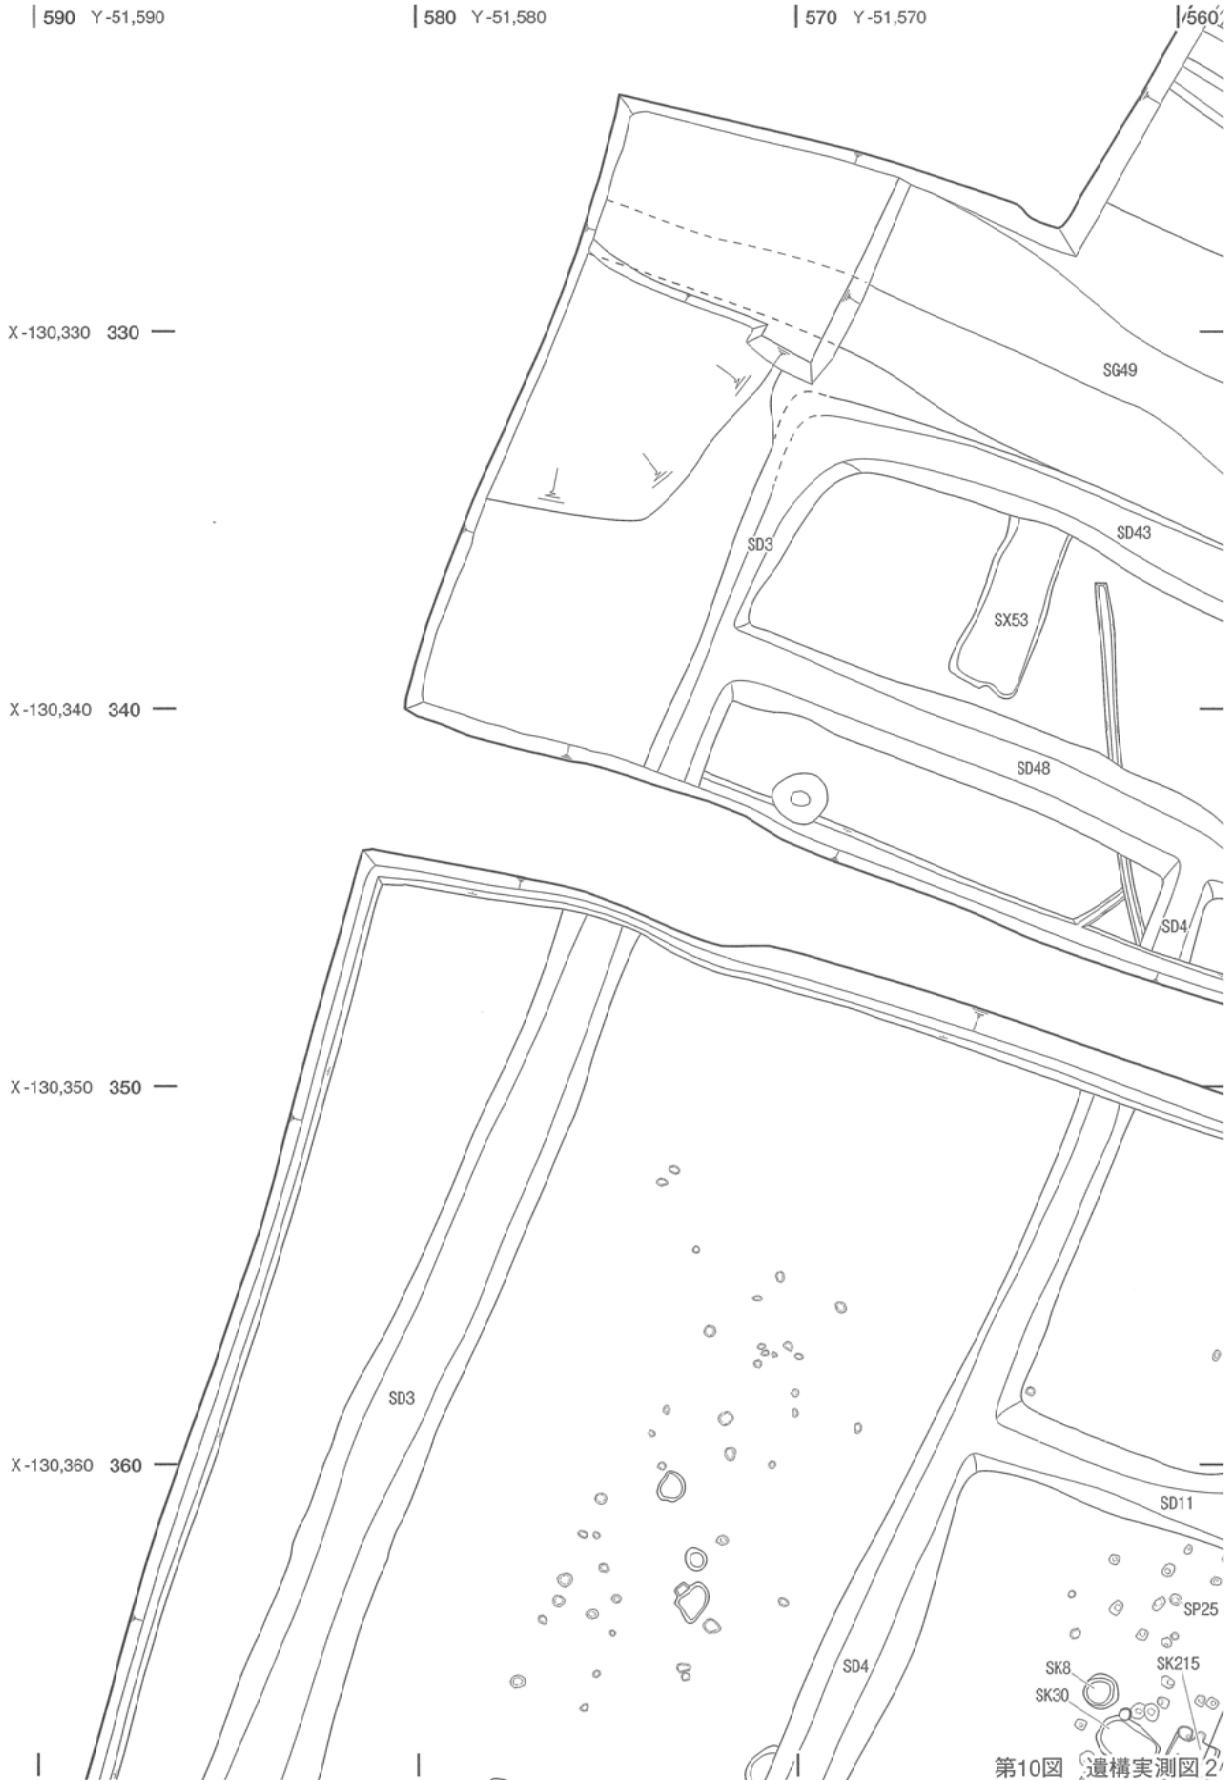 590 Y-51,590
580 Y-51,580
570 Y-51,570
560
X-130,330 330
SG49
SD43
SD3
SX53
X-130,340 340
SD48
SD4
X-130,350 350
SD3
X-130,360 360
SD11
SP25
SD4
SK8
SK215
SK30
第10図 遺構実測図2